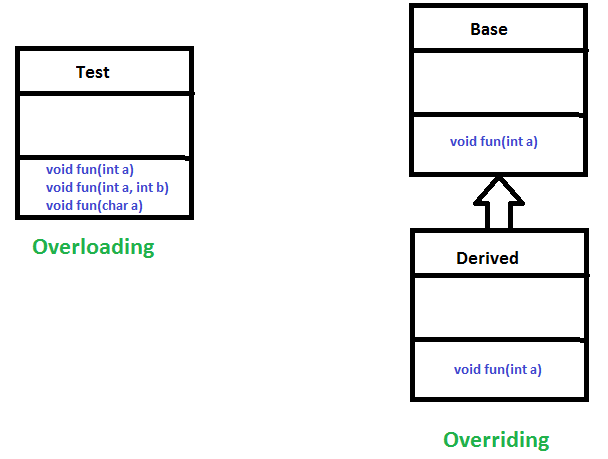 Test
void fun(int a)
void fun(int a, int b)
void fun(char a)
Overloading
Base
void fun(int a)
Derived
void fun(int a)
Overriding